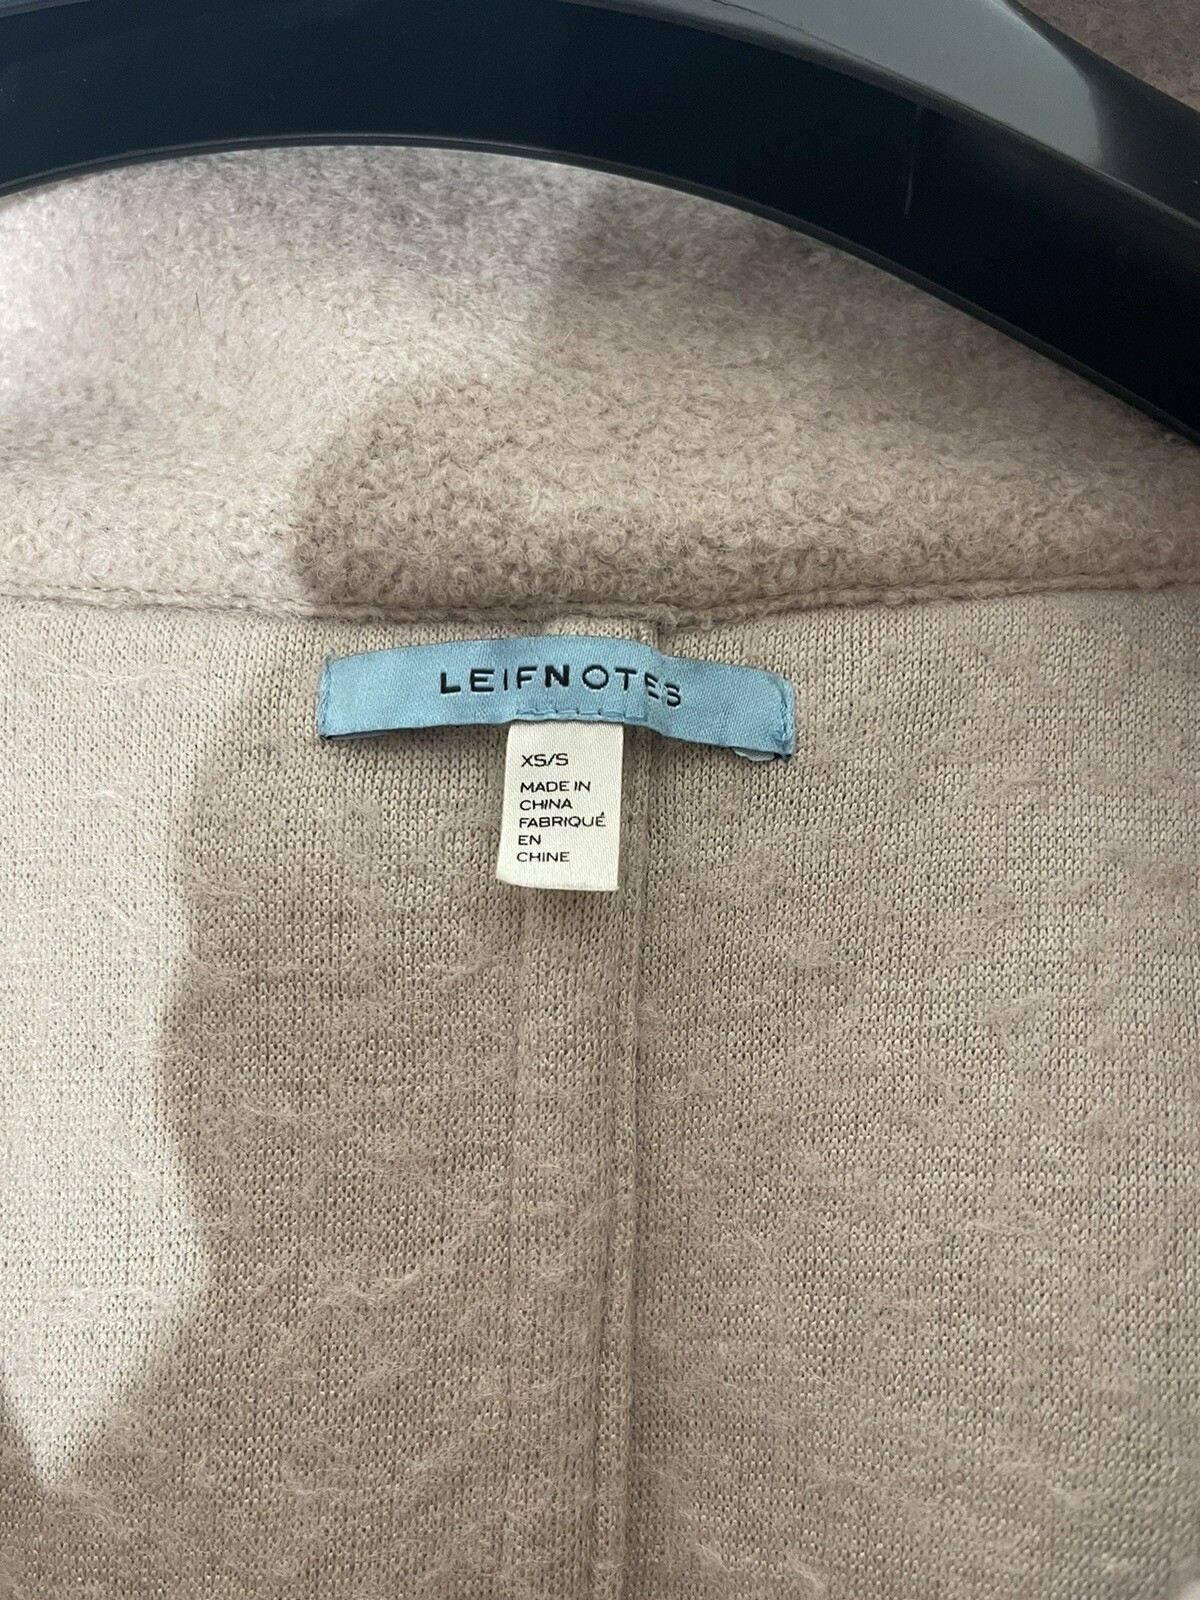 LEIFNOTES
XS/S
MADE IN
CHINA
FABRIQUÉ
EN
CHINE